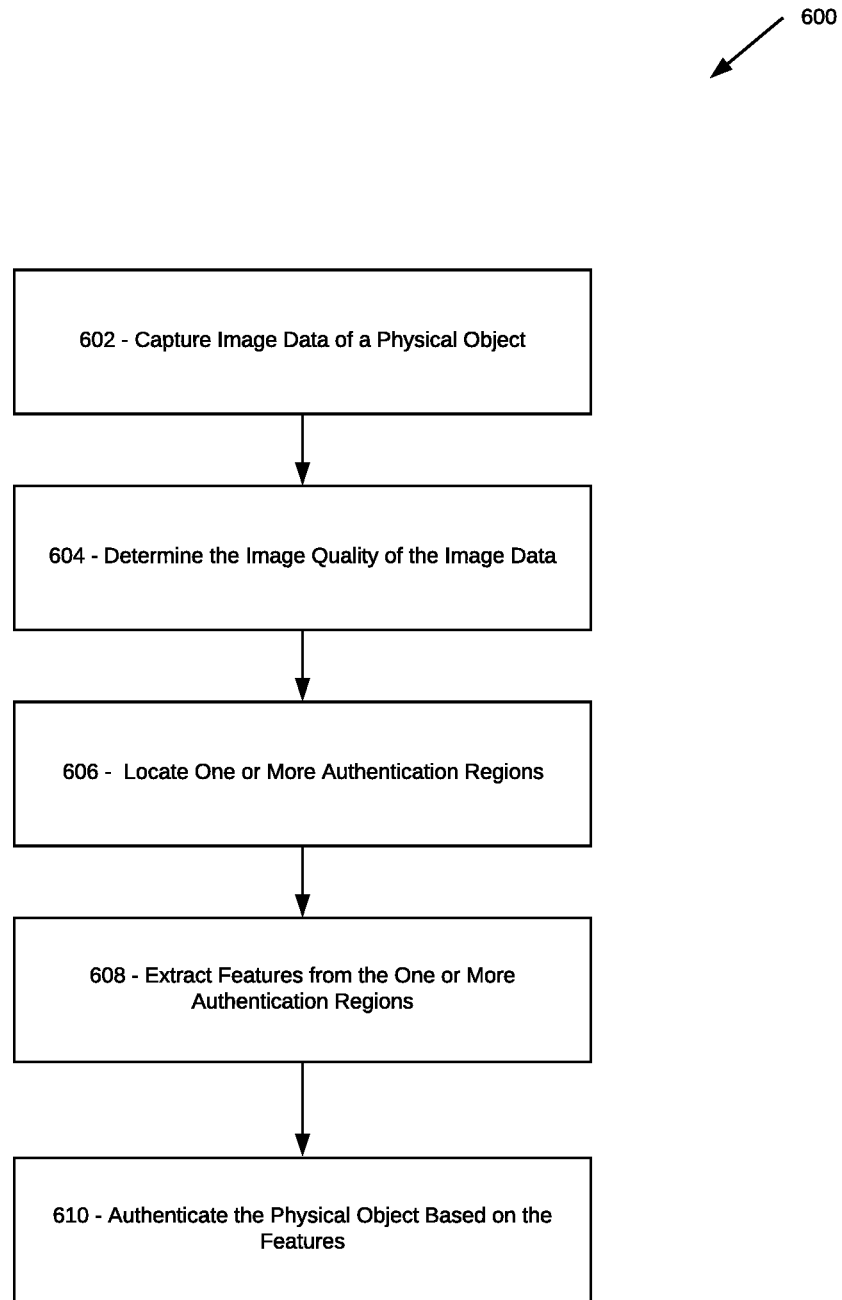 600
602 - Capture Image Data of a Physical Object
604 - Determine the Image Quality of the Image Data
606 -  Locate One or More Authentication Regions
608 - Extract Features from the One or More
Authentication Regions
610 - Authenticate the Physical Object Based on the
Features